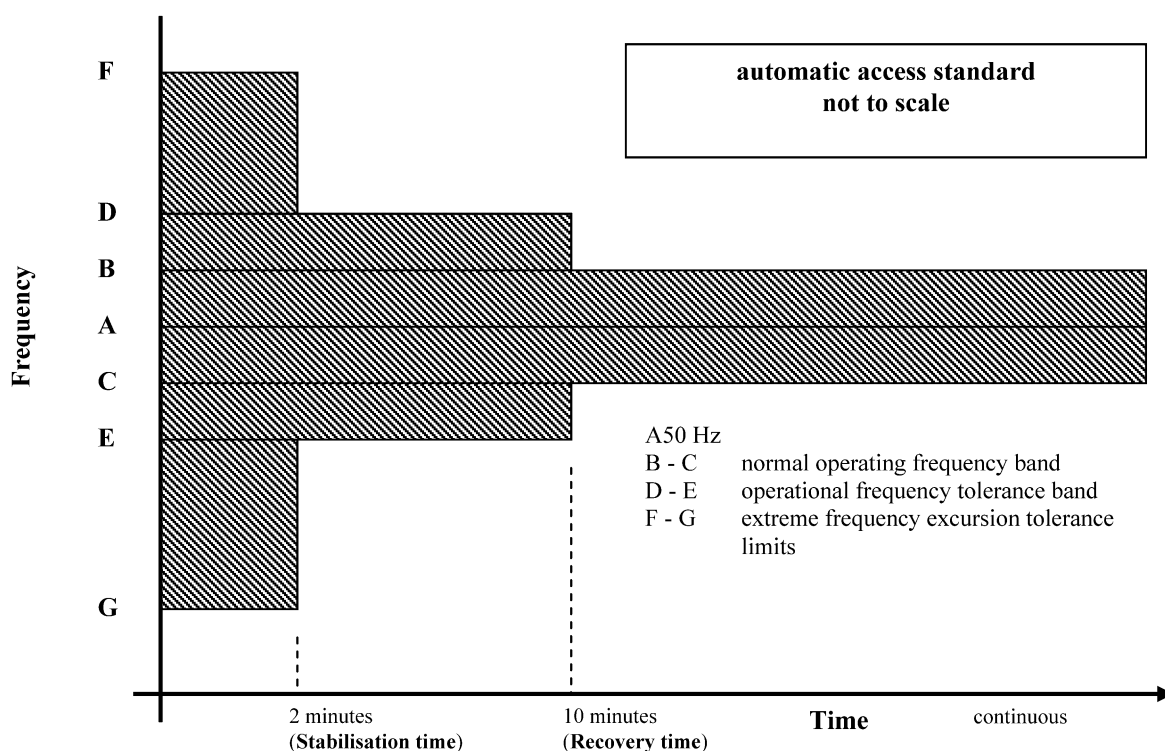 automatic access standard
not to scale
F
D
B
A
C
E
G
Frequency
A50 Hz
B - C normal operating frequency band
D - E operational frequency tolerance band
F - G extreme frequency excursion tolerance
limits
2 minutes
(Stabilisation time)
10 minutes
(Recovery time)
Time
continuous